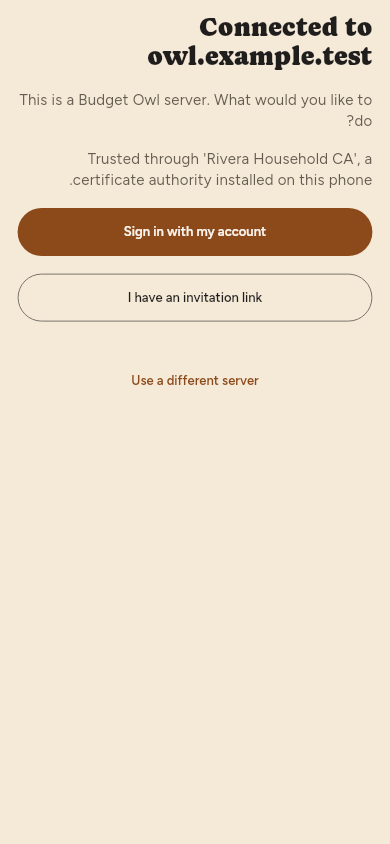 Connected to
owl.example.test
This is a Budget Owl server. What would you like to
do?
Trusted through 'Rivera Household CA', a
certificate authority installed on this phone.
Sign in with my account
I have an invitation link
Use a different server